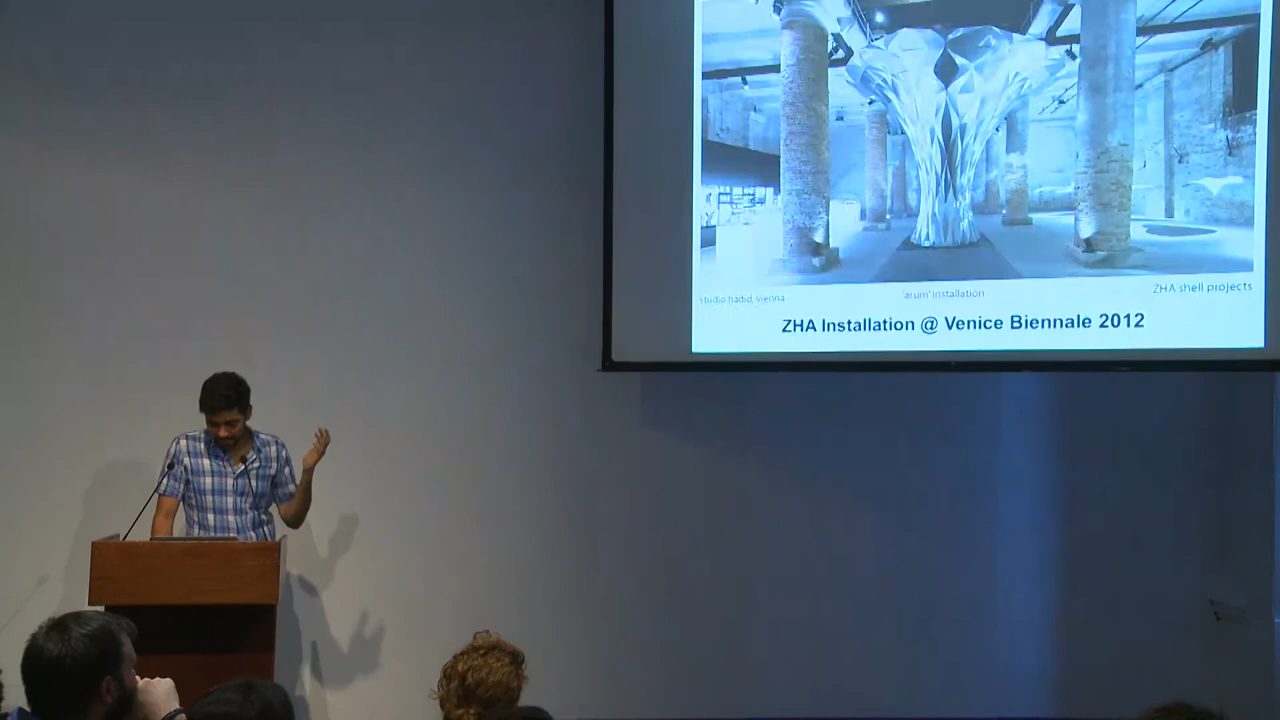 studio hadid, vienna
'arum' installation
ZHA shell projects
ZHA Installation @ Venice Biennale 2012